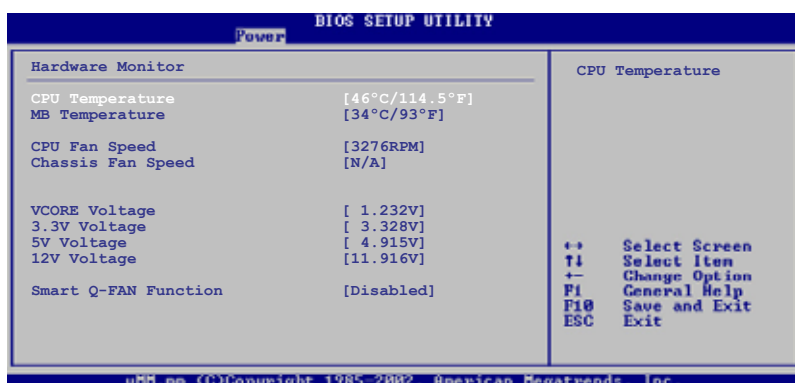 BIOS SETUP UTILITY
Power
Hardware Monitor
CPU Temperature [46°C/114.5°F]
MB Temperature [34°C/93°F]
CPU Fan Speed [3276RPM]
Chassis Fan Speed [N/A]
VCORE Voltage [ 1.232V]
3.3V Voltage [ 3.328V]
5V Voltage [ 4.915V]
12V Voltage [11.916V]
Smart Q-FAN Function [Disabled]
CPU Temperature
↔ Select Screen
↑↓ Select Item
+- Change Option
F1 General Help
F10 Save and Exit
ESC Exit
(C)Copyright 1985-2002, American Megatrends, Inc